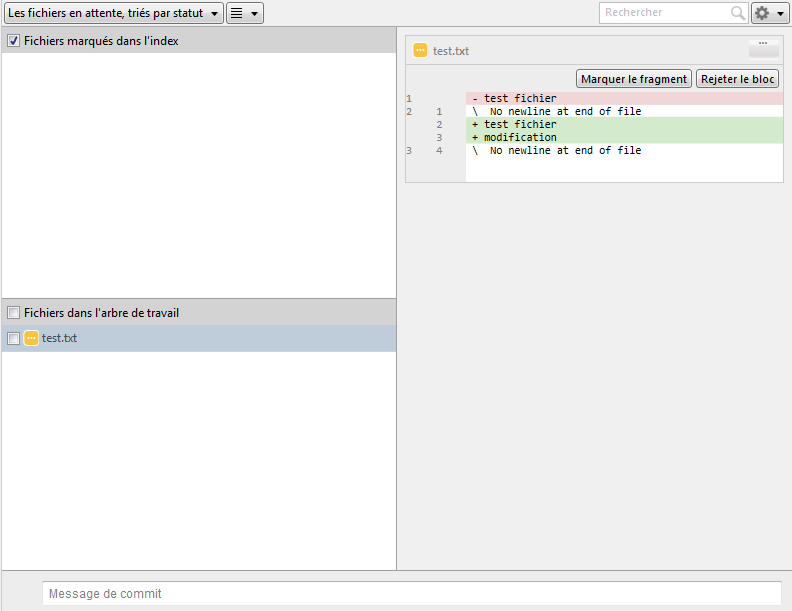 Les fichiers en attente, triés par statut
Rechercher
Fichiers marqués dans l'index
test.txt
Marquer le fragment Rejeter le bloc
1 - test fichier
2 1 \ No newline at end of file
2 + test fichier
3 + modification
3 4 \ No newline at end of file
Fichiers dans l'arbre de travail
test.txt
Message de commit